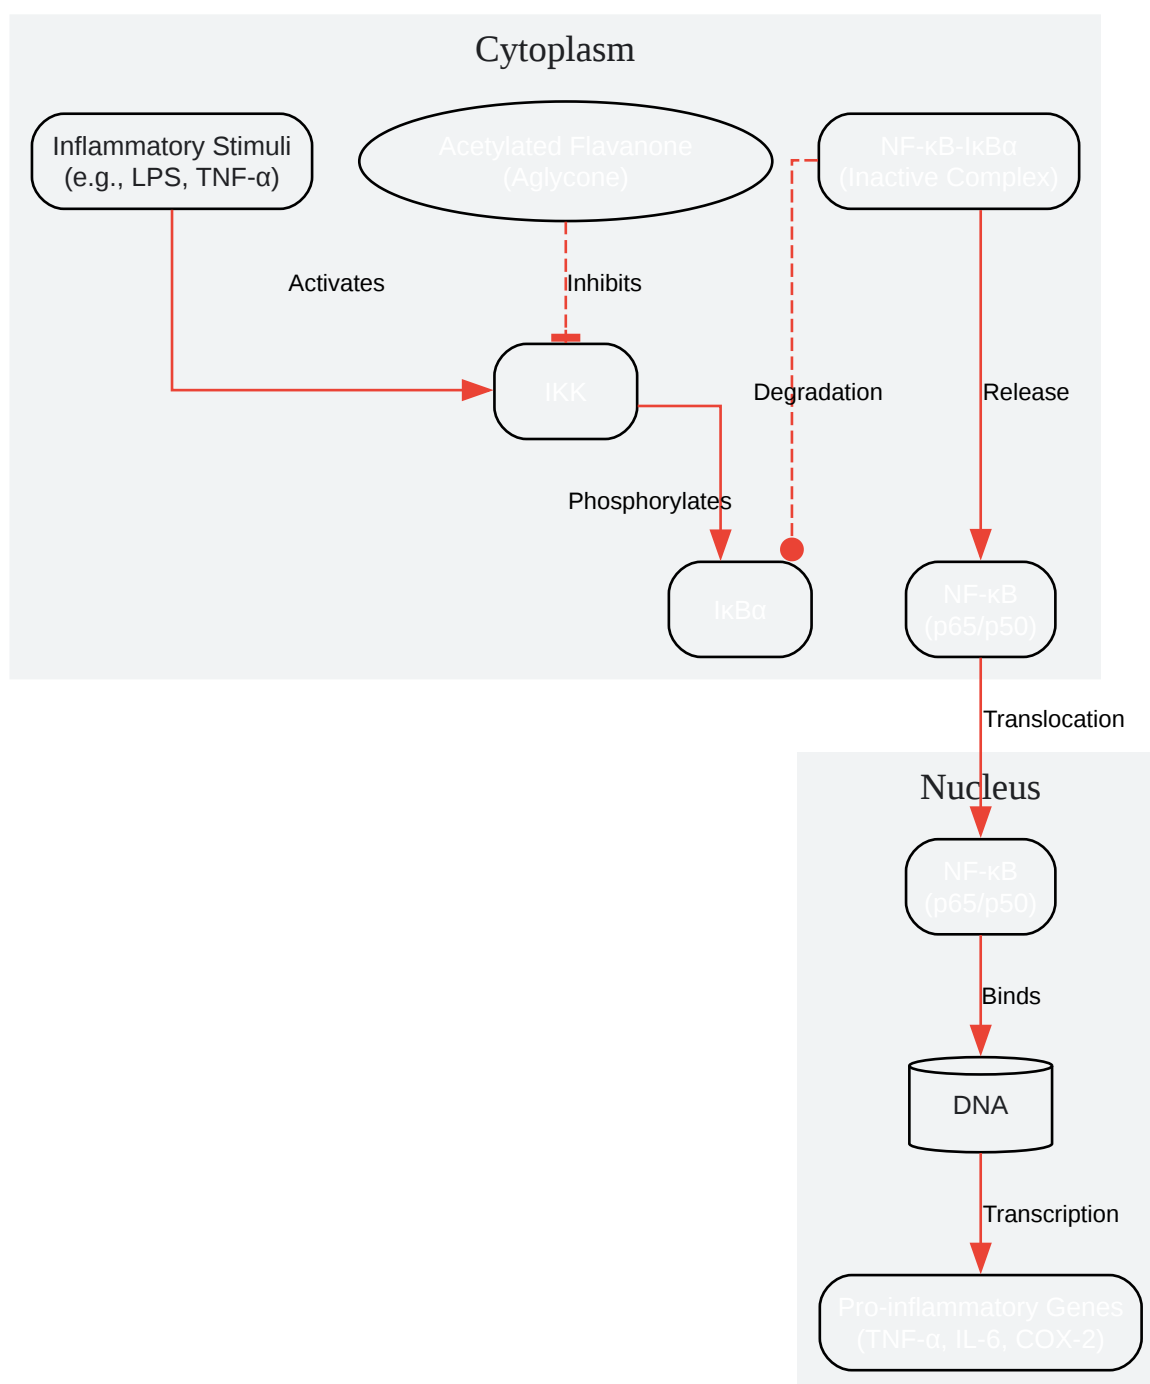 Cytoplasm
Inflammatory Stimuli
(e.g., LPS, TNF-α)
Acetylated Flavanone
(Aglycone)
NF-κB-IκBα
(Inactive Complex)
Activates
Inhibits
IKK
Degradation
Release
Phosphorylates
IκBα
NF-κB
(p65/p50)
Translocation
Nucleus
NF-κB
(p65/p50)
Binds
DNA
Transcription
Pro-inflammatory Genes
(TNF-α, IL-6, COX-2)